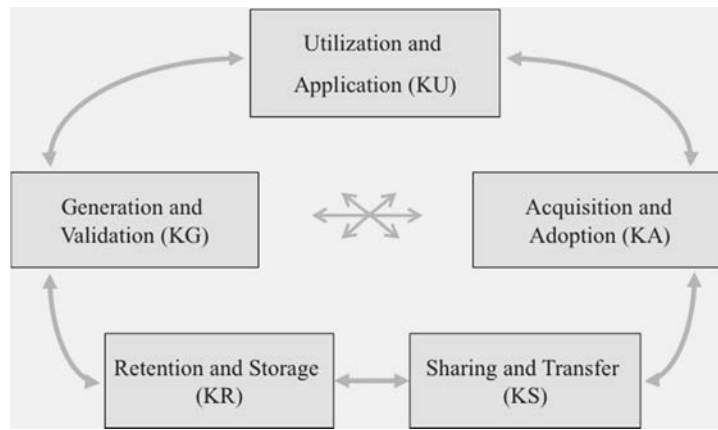 Utilization and
Application (KU)
Generation and
Validation (KG)
Acquisition and
Adoption (KA)
Retention and Storage
(KR)
Sharing and Transfer
(KS)